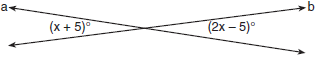 a b
(x + 5)° (2x – 5)°